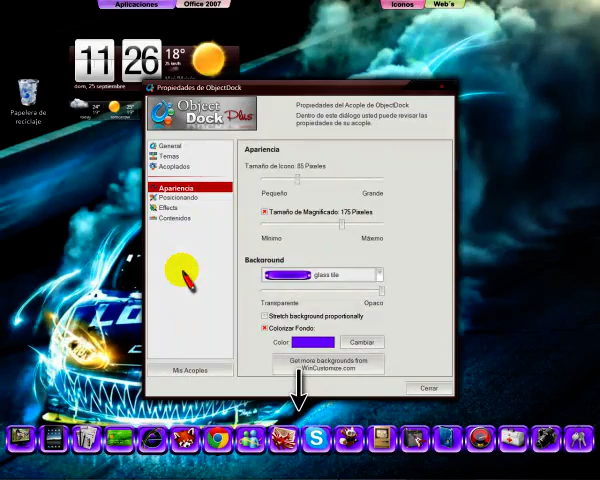 Aplicaciones
Office 2007
Iconos
Web´s
11 26
18°
dom, 25 septiembre
24°
25°
Papelera de
reciclaje
Propiedades de ObjectDock
Object
Dock Plus
Propiedades del Acople de ObjectDock
Dentro de este diálogo usted puede revisar las
propiedades de su acople.
General
Temas
Acoplados
Apariencia
Posicionando
Effects
Contenidos
Mis Acoples
Apariencia
Tamaño de Icono: 85 Pixeles
Pequeño Grande
Tamaño de Magnificado: 175 Pixeles
Mínimo Máximo
Background
glass tile
Transparente Opaco
Stretch background proportionally
Colorizar Fondo:
Color: Cambiar
Get more backgrounds from
WinCustomize.com
Cerrar